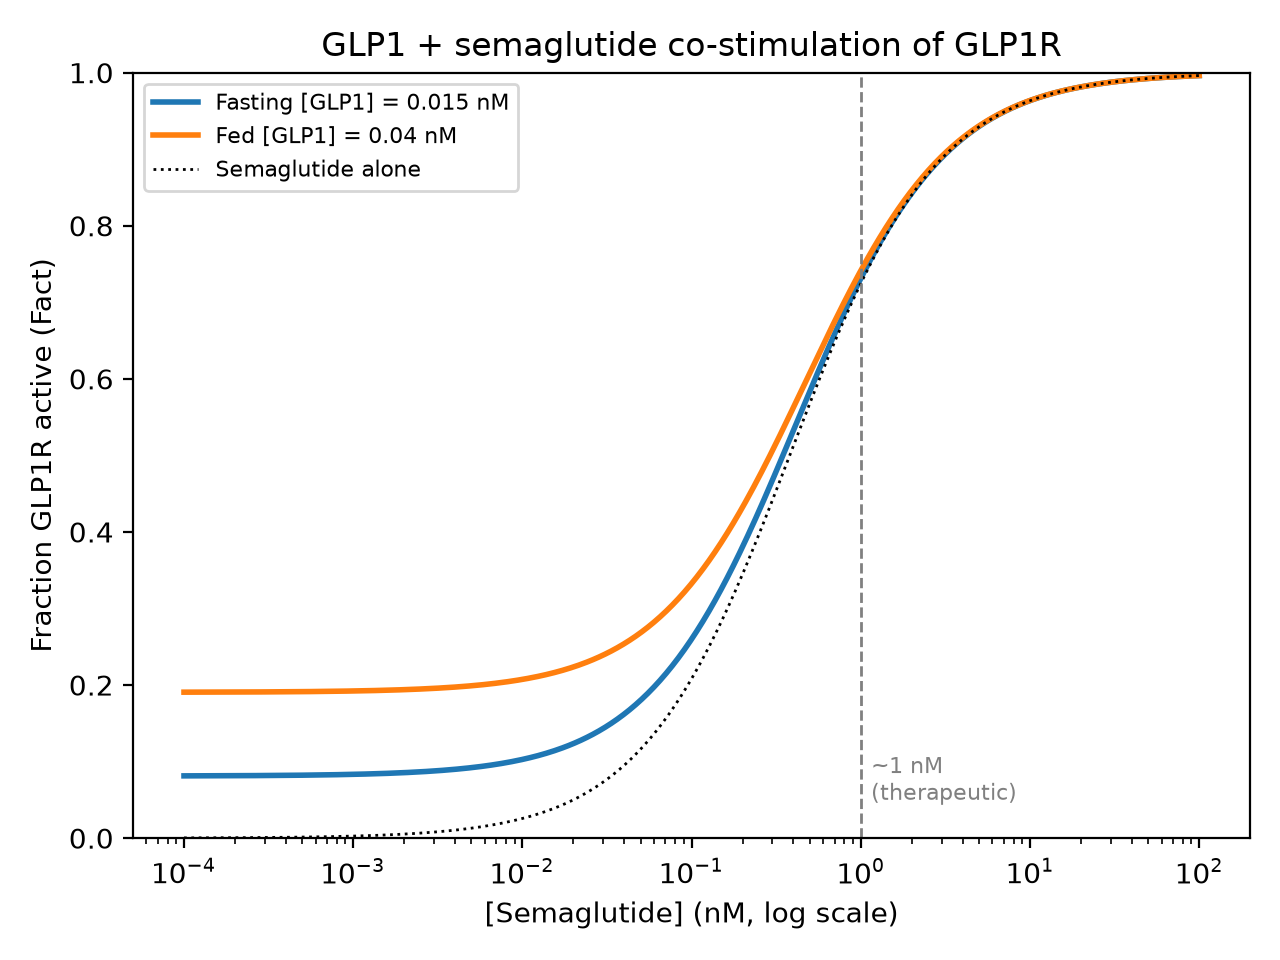 GLP1 + semaglutide co-stimulation of GLP1R
Fasting [GLP1] = 0.015 nM
Fed [GLP1] = 0.04 nM
Semaglutide alone
Fraction GLP1R active (Fact)
1.0
0.8
0.6
0.4
0.2
0.0
~1 nM
(therapeutic)
10⁻⁴ 10⁻³ 10⁻² 10⁻¹ 10⁰ 10¹ 10²
[Semaglutide] (nM, log scale)